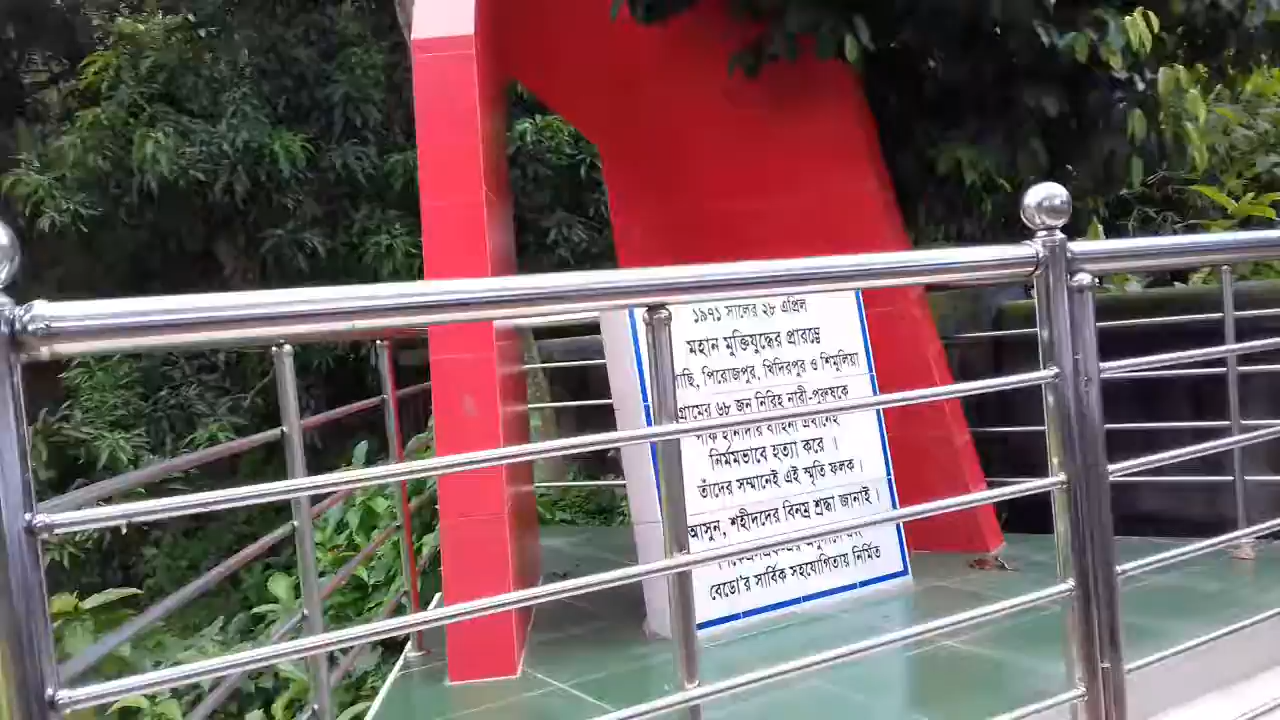 ১৯৭১ সালের ২৮ এপ্রিল
মহান মুক্তিযুদ্ধের প্রারম্ভে
পিরোজপুর, খিদিরপুর ও শিমুলিয়া
গ্রামের ৬৮ জন নিরিহ নারী-পুরুষকে
পাক হানাদার বাহিনী এখানেই
নির্মমভাবে হত্যা করে ।
তাঁদের সম্মানেই এই স্মৃতি ফলক ।
আসুন, শহীদদের বিনম্র শ্রদ্ধা জানাই ।
বেডো'র সার্বিক সহযোগিতায় নির্মিত